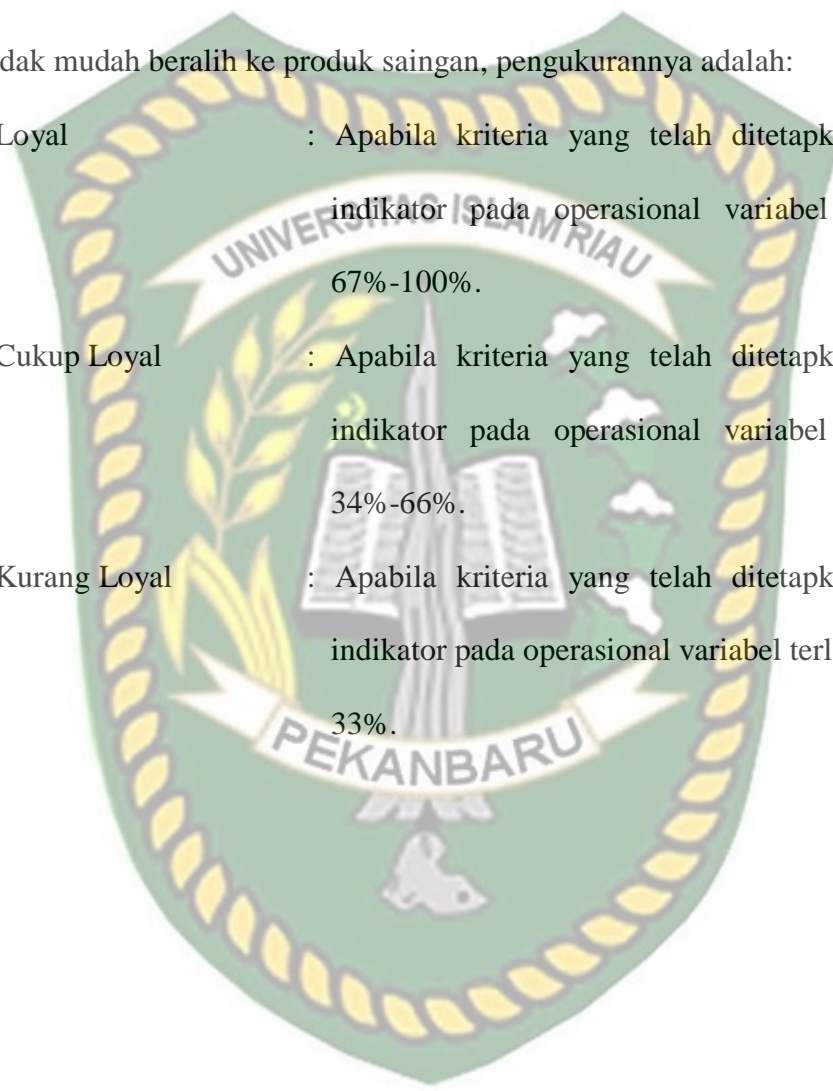 dak mudah beralih ke produk saingan, pengukurannya adalah:
Loyal : Apabila kriteria yang telah ditetapk
indikator pada operasional variabel
67%-100%.
Cukup Loyal : Apabila kriteria yang telah ditetapk
indikator pada operasional variabel
34%-66%.
Kurang Loyal : Apabila kriteria yang telah ditetapk
indikator pada operasional variabel terl
33%.
UNIVERSITAS ISLAM RIAU
PEKANBARU